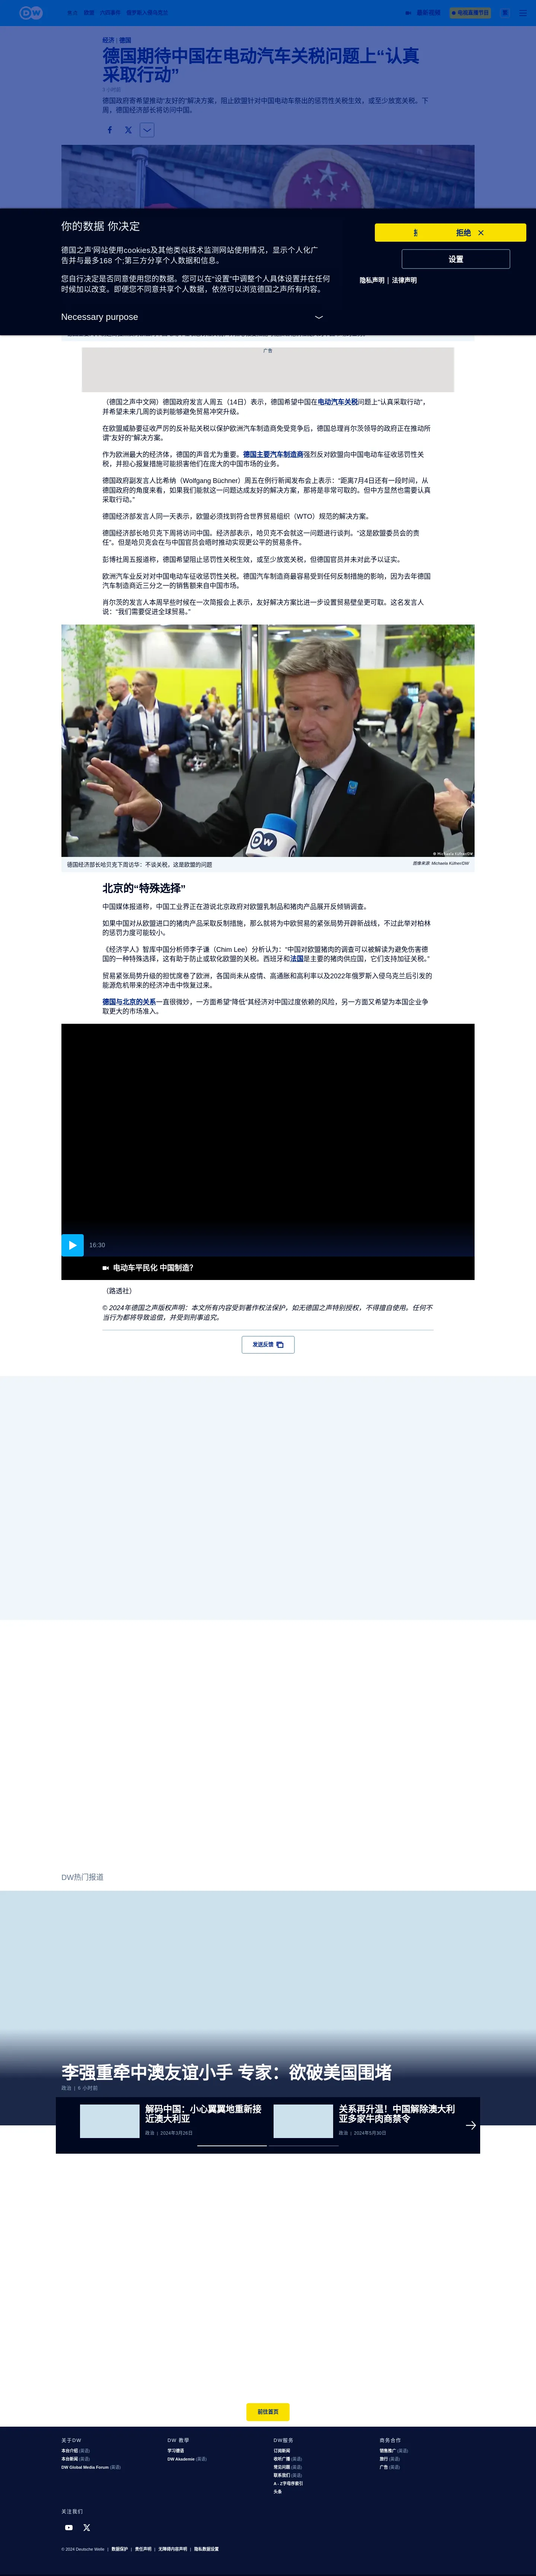 DW
最新视频
电视直播节目
经济 | 德国
德国期待中国在电动汽车关税问题上“认真
采取行动”
德国政府寄希望推动“友好的”解决方案，阻止欧盟针对中国电动车祭出的惩罚性关税生效，或至少放宽关税。下
周，德国经济部长将访问中国。
你的数据 你决定
德国之声'网站使用cookies及其他类似技术监测网站使用情况，显示个人化广
告并与最多168 个;第三方分享个人数据和信息。
您自行决定是否同意使用您的数据。您可以在"设置"中调整个人具体设置并在任何
时候加以改变。即便您不同意共享个人数据，依然可以浏览德国之声所有内容。
Necessary purpose
拒绝
设置
隐私声明 | 法律声明
广告
（德国之声中文网）德国政府发言人周五（14日）表示，德国希望中国在电动汽车关税问题上“认真采取行动”，
并希望未来几周的谈判能够避免贸易冲突升级。
在欧盟威胁要征收严厉的反补贴关税以保护欧洲汽车制造商免受竞争后，德国总理肖尔茨领导的政府正在推动所
谓“友好的”解决方案。
作为欧洲最大的经济体，德国的声音尤为重要。德国主要汽车制造商强烈反对欧盟向中国电动车征收惩罚性关
税，并担心报复措施可能损害他们在庞大的中国市场的业务。
德国政府副发言人比希纳（Wolfgang Büchner）周五在例行新闻发布会上表示：“距离7月4日还有一段时间，从
德国政府的角度来看，如果我们能就这一问题达成友好的解决方案，那将是非常可取的。但中方显然也需要认真
采取行动。”
德国经济部发言人同一天表示，欧盟必须找到符合世界贸易组织（WTO）规范的解决方案。
德国经济部长哈贝克下周将访问中国。经济部表示，哈贝克不会就这一问题进行谈判。“这是欧盟委员会的责
任”。但是哈贝克会在与中国官员会晤时推动实现更公平的贸易条件。
彭博社周五报道称，德国希望阻止惩罚性关税生效，或至少放宽关税，但德国官员并未对此予以证实。
欧洲汽车业反对对中国电动车征收惩罚性关税。德国汽车制造商最容易受到任何反制措施的影响，因为去年德国
汽车制造商近三分之一的销售额来自中国市场。
肖尔茨的发言人本周早些时候在一次简报会上表示，友好解决方案比进一步设置贸易壁垒更可取。这名发言人
说：“我们需要促进全球贸易。”
DW
© Michaela Küfner/DW
德国经济部长哈贝克下周访华：不谈关税，这是欧盟的问题
图像来源: Michaela Küfner/DW
北京的“特殊选择”
中国媒体报道称，中国工业界正在游说北京政府对欧盟乳制品和猪肉产品展开反倾销调查。
如果中国对从欧盟进口的猪肉产品采取反制措施，那么就将为中欧贸易的紧张局势开辟新战线，不过此举对柏林
的惩罚力度可能较小。
《经济学人》智库中国分析师李子谦（Chim Lee）分析认为：“中国对欧盟猪肉的调查可以被解读为避免伤害德
国的一种特殊选择，这有助于防止或软化欧盟的关税。西班牙和法国是主要的猪肉供应国，它们支持加征关税。”
贸易紧张局势升级的担忧席卷了欧洲，各国尚未从疫情、高通胀和高利率以及2022年俄罗斯入侵乌克兰后引发的
能源危机带来的经济冲击中恢复过来。
德国与北京的关系一直很微妙，一方面希望“降低”其经济对中国过度依赖的风险，另一方面又希望为本国企业争
取更大的市场准入。
16:30
电动车平民化 中国制造?
（路透社）
© 2024年德国之声版权声明：本文所有内容受到著作权法保护，如无德国之声特别授权，不得擅自使用。任何不
当行为都将导致追偿，并受到刑事追究。
发送反馈
DW热门报道
李强重牵中澳友谊小手 专家：欲破美国围堵
政治 | 6 小时前
解码中国：小心翼翼地重新接
近澳大利亚
政治 | 2024年3月26日
关系再升温！中国解除澳大利
亚多家牛肉商禁令
政治 | 2024年5月30日
前往首页
关于DW
本台介绍 (英语)
本台新闻 (英语)
DW Global Media Forum (英语)
DW 教学
学习德语
DW Akademie (英语)
DW服务
订阅新闻
收听广播 (英语)
常见问题 (英语)
联系我们 (英语)
A - Z字母序索引
头条
商务合作
销售推广 (英语)
旅行 (英语)
广告 (英语)
关注我们
© 2024 Deutsche Welle | 数据保护 | 责任声明 | 无障碍内容声明 | 隐私数据设置